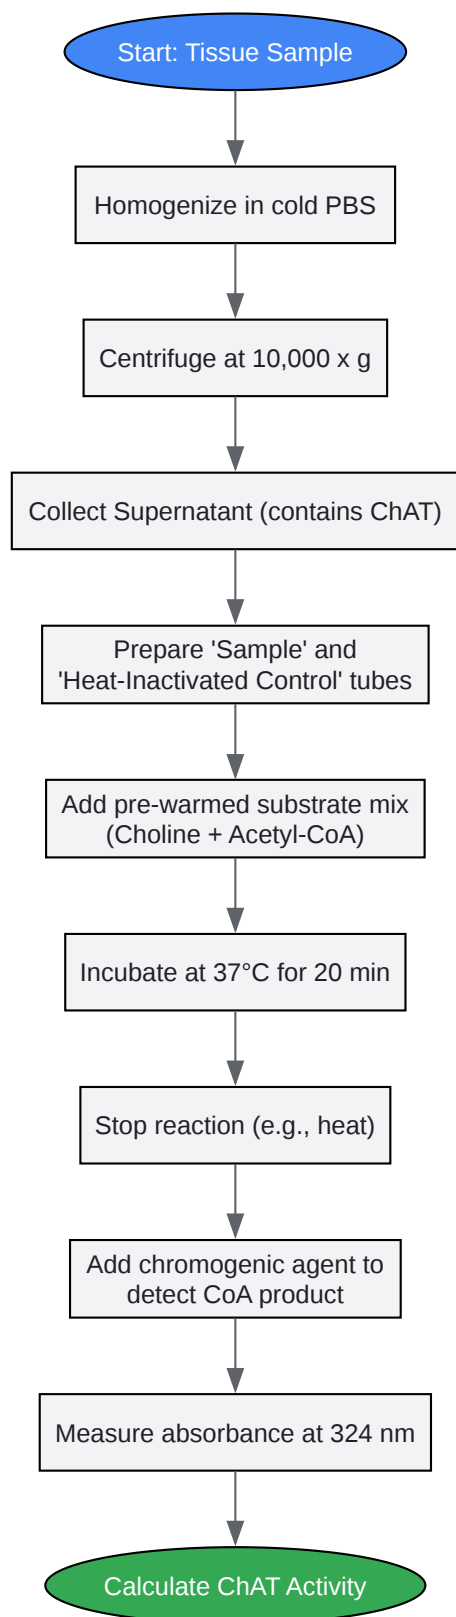 Start: Tissue Sample
Homogenize in cold PBS
Centrifuge at 10,000 x g
Collect Supernatant (contains ChAT)
Prepare 'Sample' and
'Heat-Inactivated Control' tubes
Add pre-warmed substrate mix
(Choline + Acetyl-CoA)
Incubate at 37°C for 20 min
Stop reaction (e.g., heat)
Add chromogenic agent to
detect CoA product
Measure absorbance at 324 nm
Calculate ChAT Activity